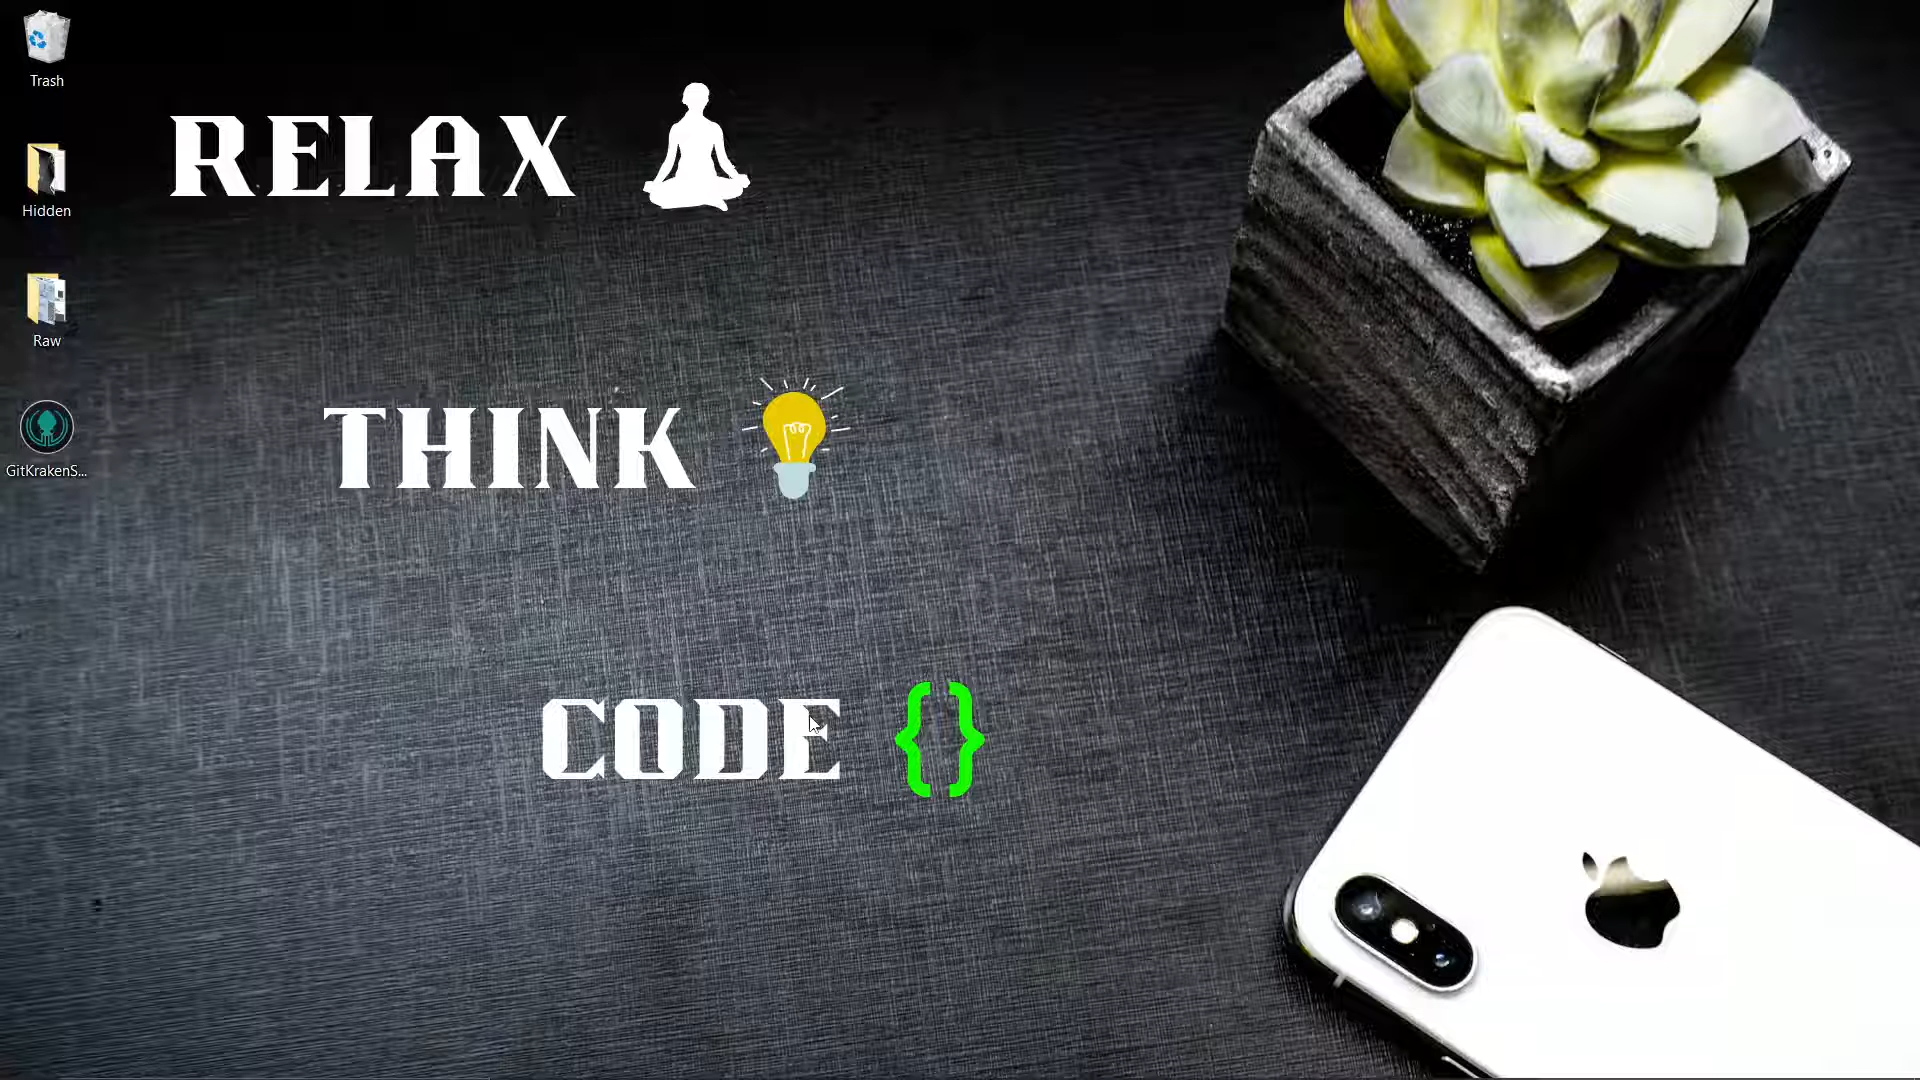 Trash
RELAX
Hidden
Raw
THINK
GitKrakenS...
CODE {}